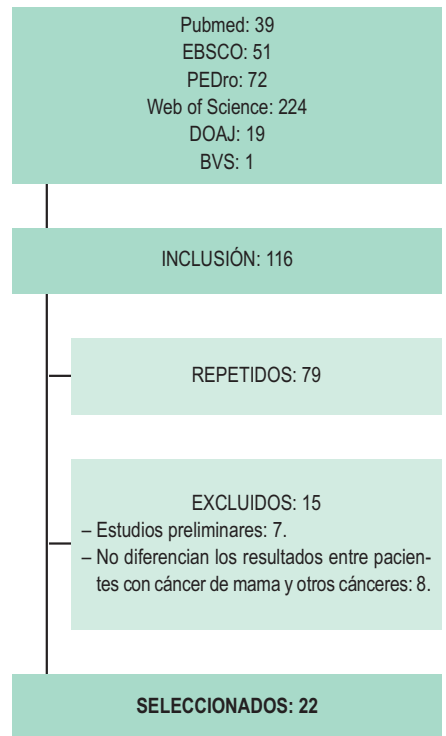 Pubmed: 39
EBSCO: 51
PEDro: 72
Web of Science: 224
DOAJ: 19
BVS: 1
INCLUSIÓN: 116
REPETIDOS: 79
EXCLUIDOS: 15
– Estudios preliminares: 7.
– No diferencian los resultados entre pacien-
tes con cáncer de mama y otros cánceres: 8.
SELECCIONADOS: 22